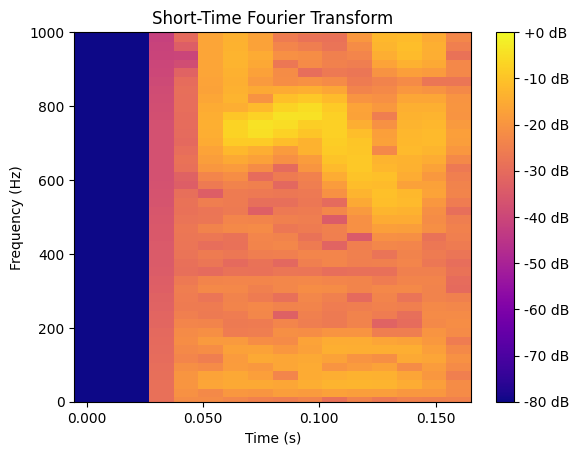 Short-Time Fourier Transform
1000
800
600
400
200
0
Frequency (Hz)
0.000
0.050
0.100
0.150
Time (s)
+0 dB
-10 dB
-20 dB
-30 dB
-40 dB
-50 dB
-60 dB
-70 dB
-80 dB